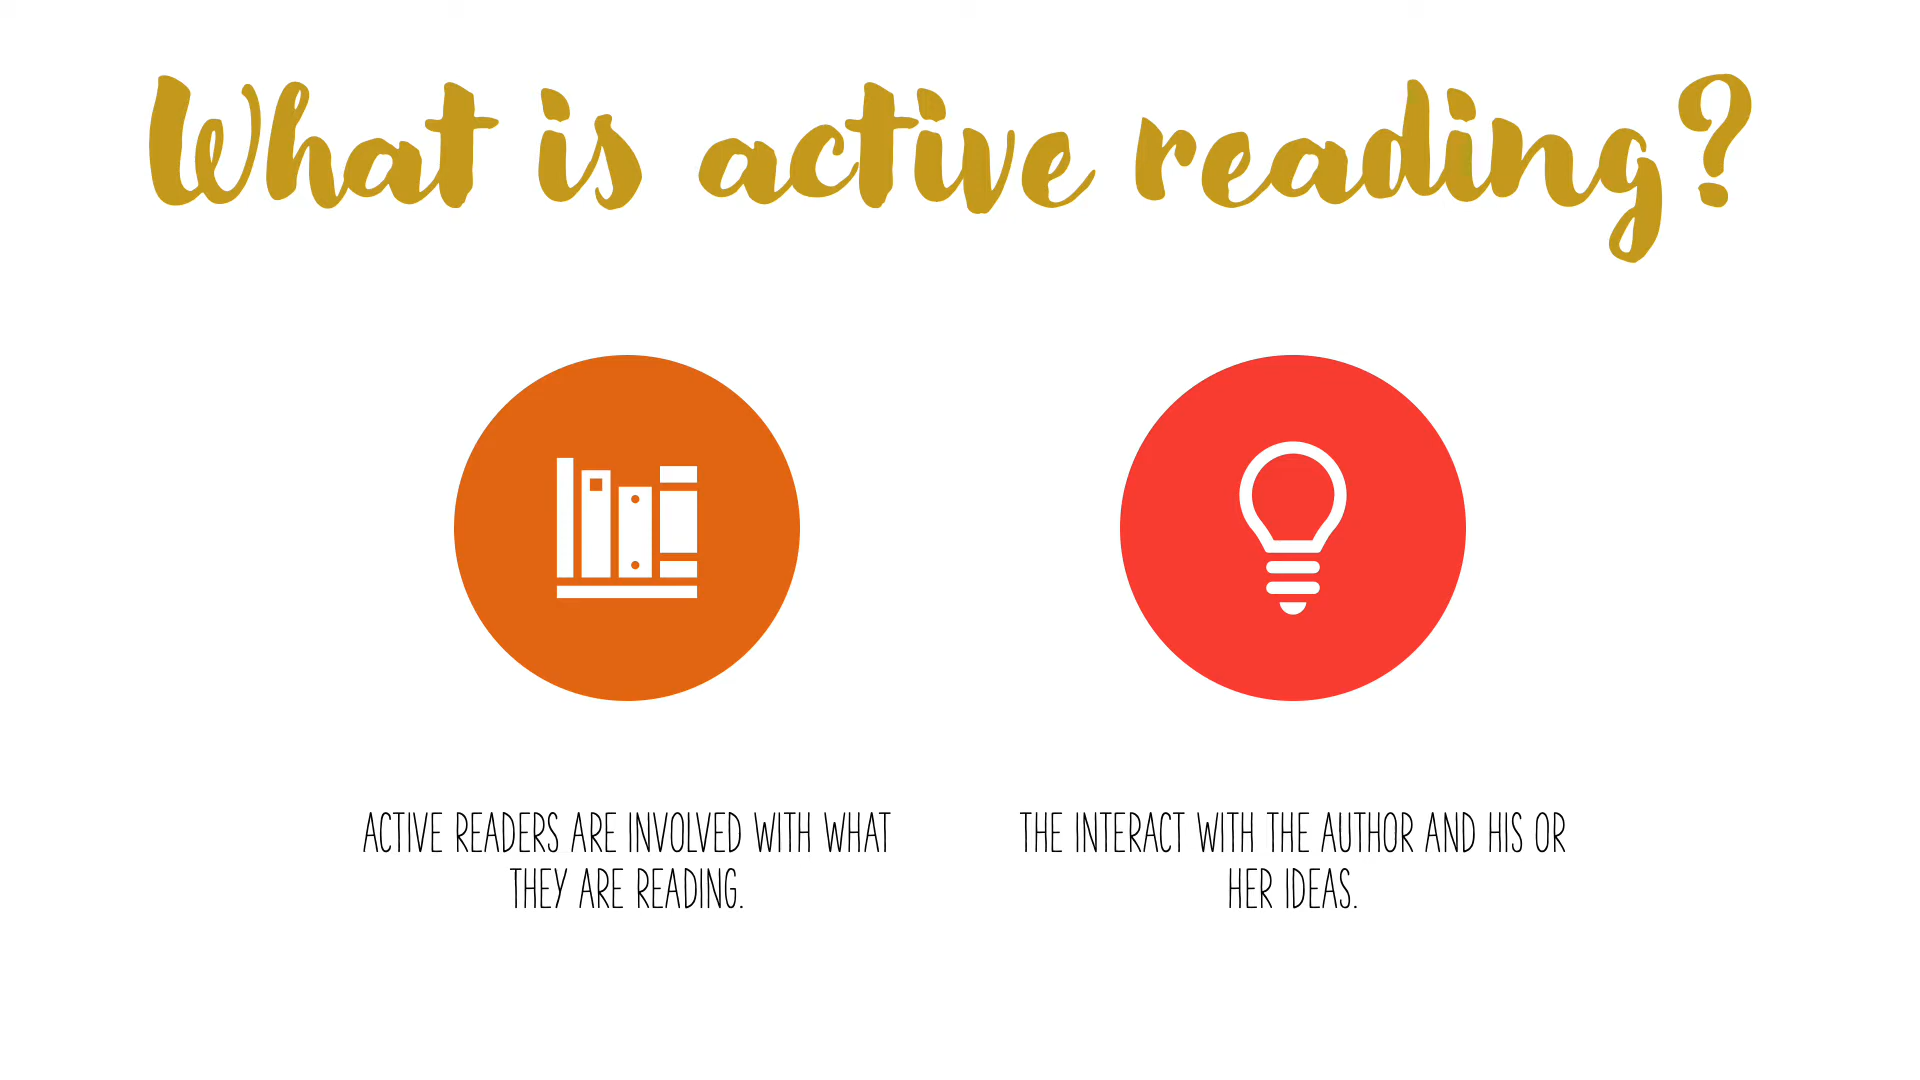 What is active reading?
ACTIVE READERS ARE INVOLVED WITH WHAT
THEY ARE READING.
THE INTERACT WITH THE AUTHOR AND HIS OR
HER IDEAS.